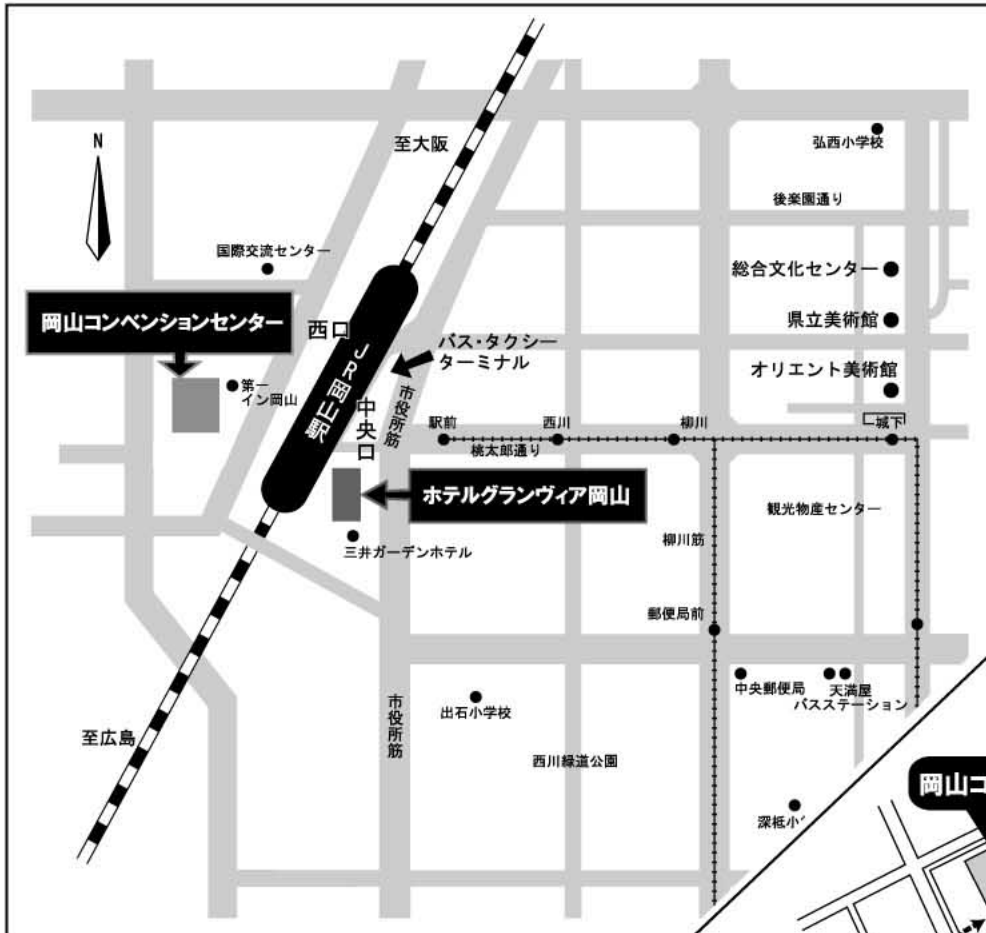 N
至大阪
弘西小学校
後楽園通り
国際交流センター
総合文化センター
岡山コンベンションセンター
西口
県立美術館
バス・タクシー
ターミナル
JR岡山駅
オリエント美術館
第一
イン岡山
市役所筋
中央口
駅前
西川
柳川
城下
桃太郎通り
ホテルグランヴィア岡山
観光物産センター
柳川筋
三井ガーデンホテル
郵便局前
中央郵便局
天満屋
バスステーション
出石小学校
市役所筋
至広島
西川緑道公園
岡山コ
深柢小